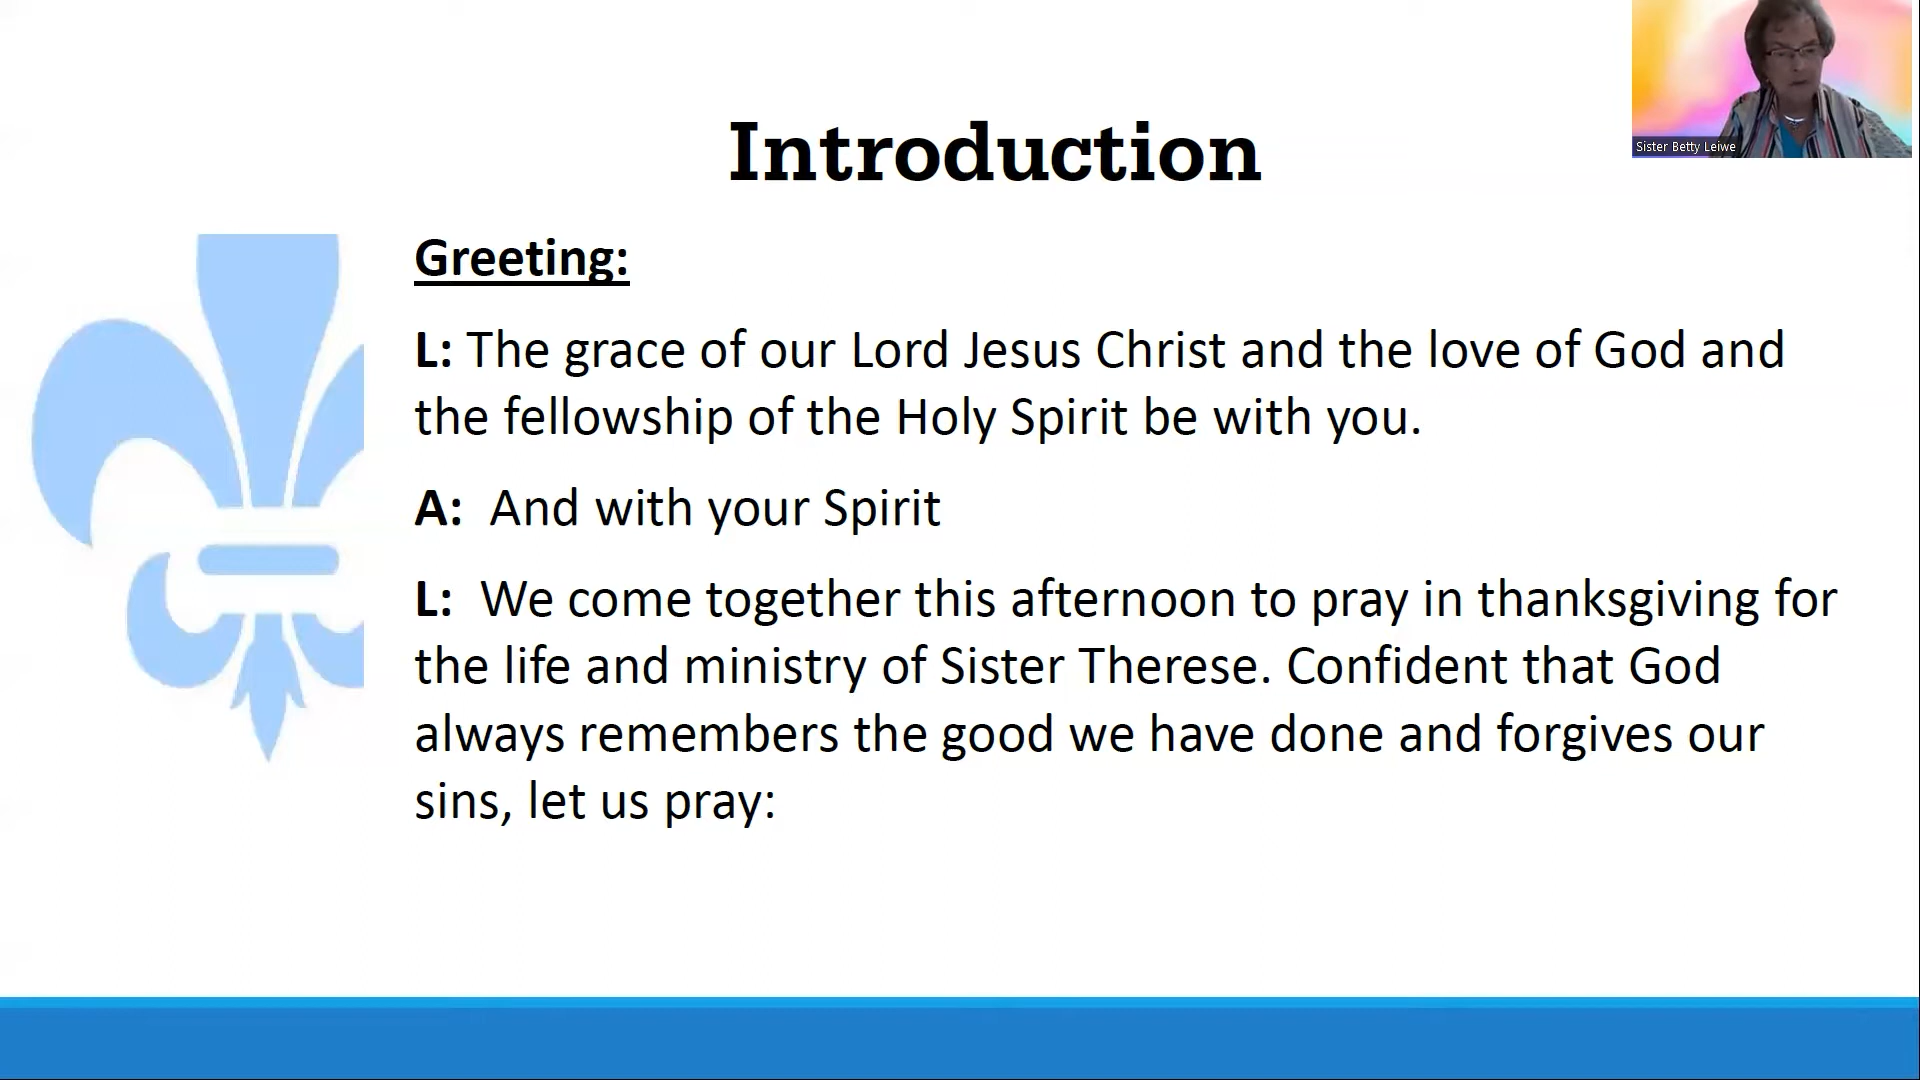 Sister Betty Leiwe
Introduction
Greeting:
L: The grace of our Lord Jesus Christ and the love of God and
the fellowship of the Holy Spirit be with you.
A: And with your Spirit
L: We come together this afternoon to pray in thanksgiving for
the life and ministry of Sister Therese. Confident that God
always remembers the good we have done and forgives our
sins, let us pray: